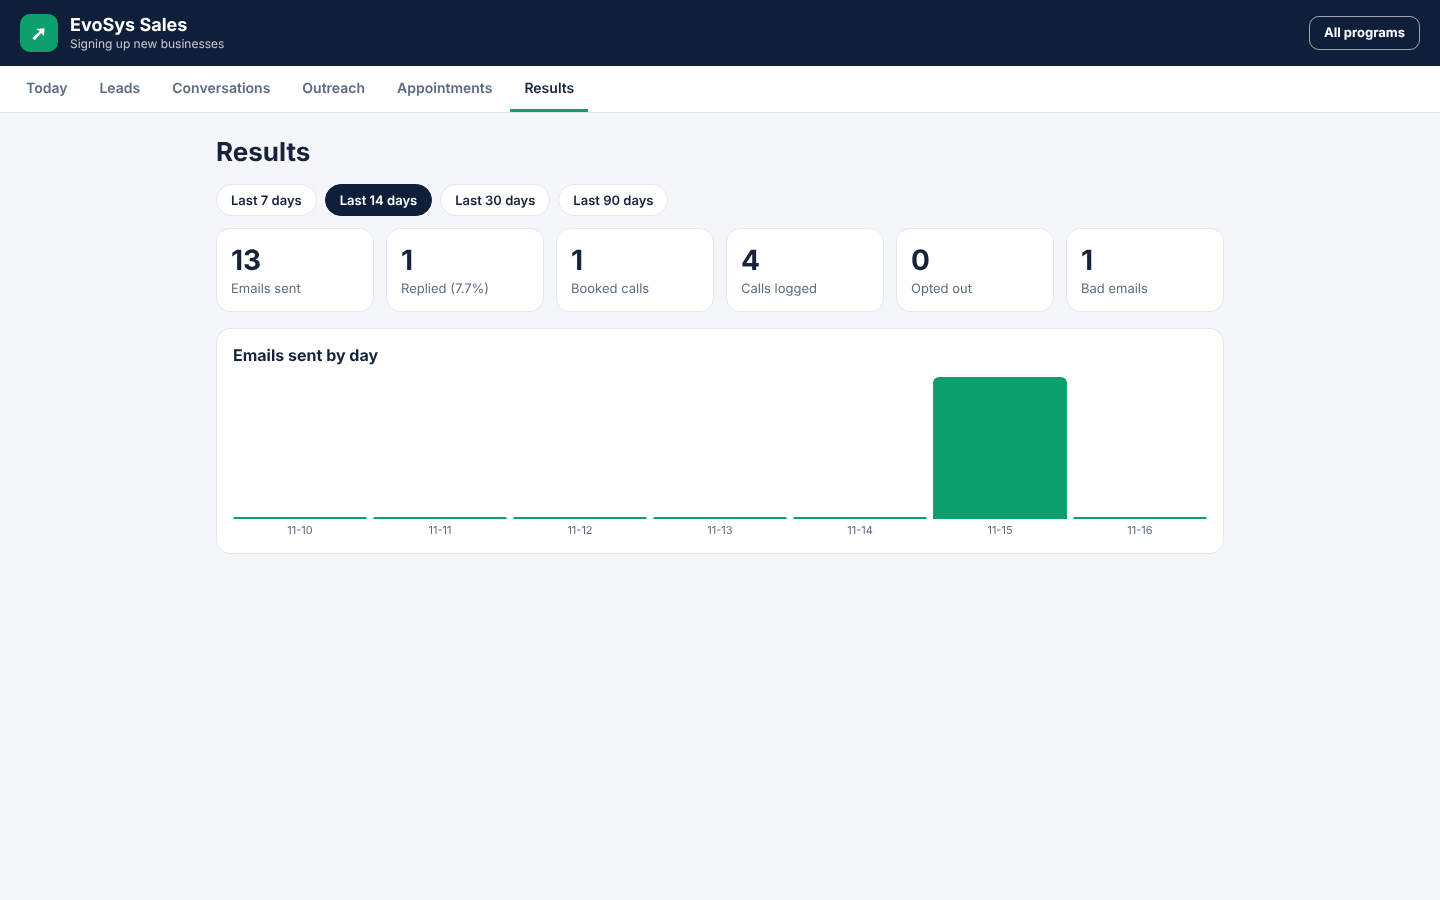 EvoSys Sales
Signing up new businesses
All programs
Today
Leads
Conversations
Outreach
Appointments
Results
Results
Last 7 days
Last 14 days
Last 30 days
Last 90 days
13
Emails sent
1
Replied (7.7%)
1
Booked calls
4
Calls logged
0
Opted out
1
Bad emails
Emails sent by day
11-10
11-11
11-12
11-13
11-14
11-15
11-16